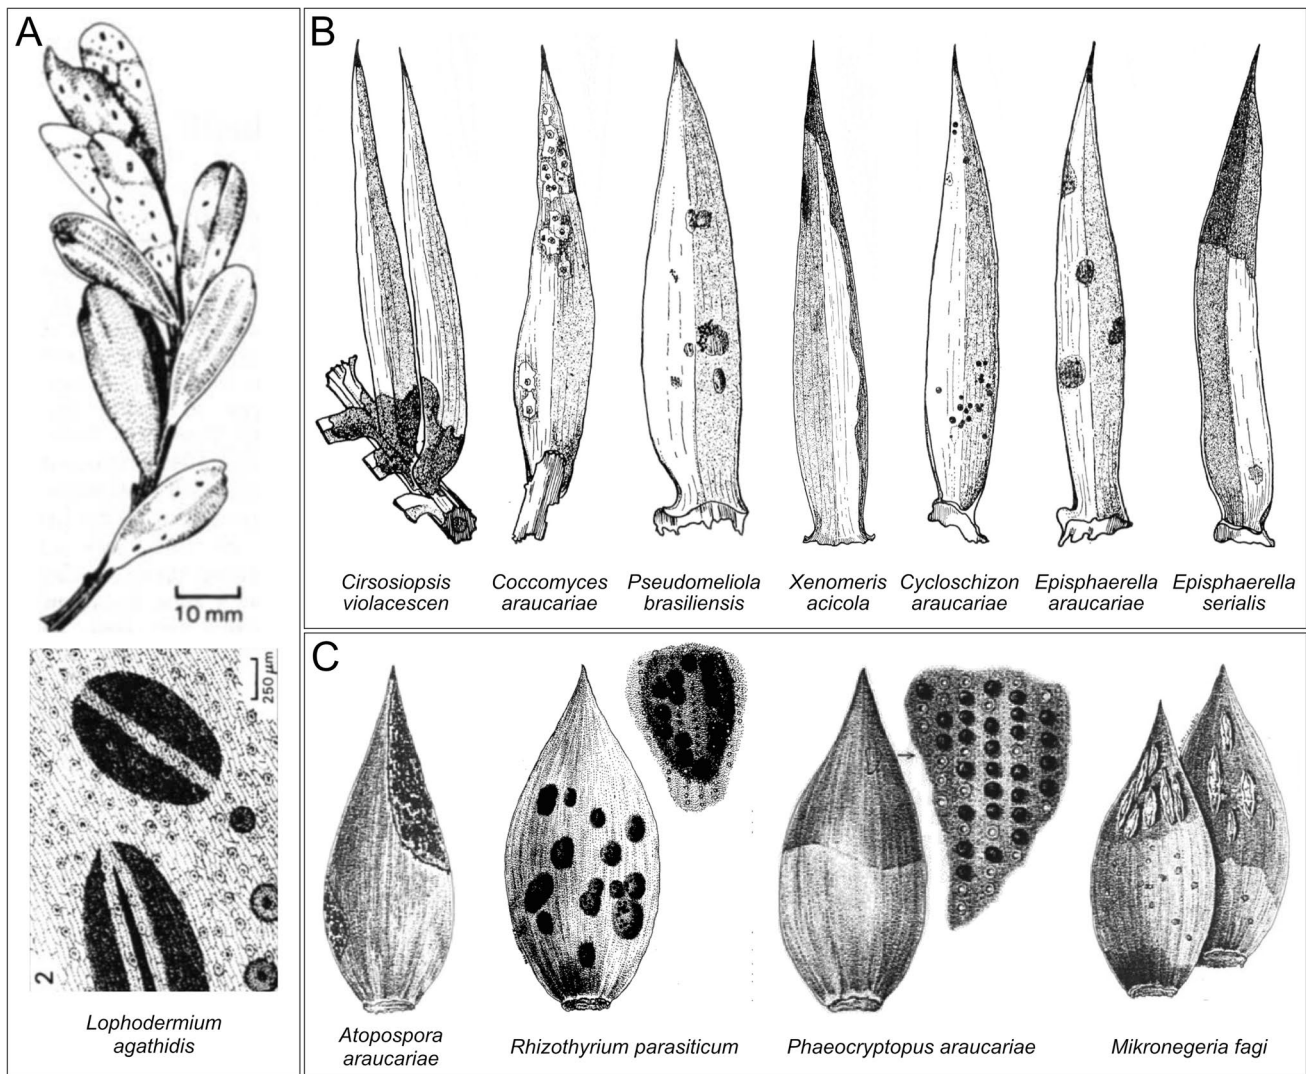 A
10 mm
250 µm
2
Lophodermium
agathidis
B
Cirsosiopsis
violacescen
Coccomyces
araucariae
Pseudomeliola
brasiliensis
Xenomeris
acicola
Cycloschizon
araucariae
Episphaerella
araucariae
Episphaerella
serialis
C
Atopospora
araucariae
Rhizothyrium parasiticum
Phaeocryptopus araucariae
Mikronegeria fagi